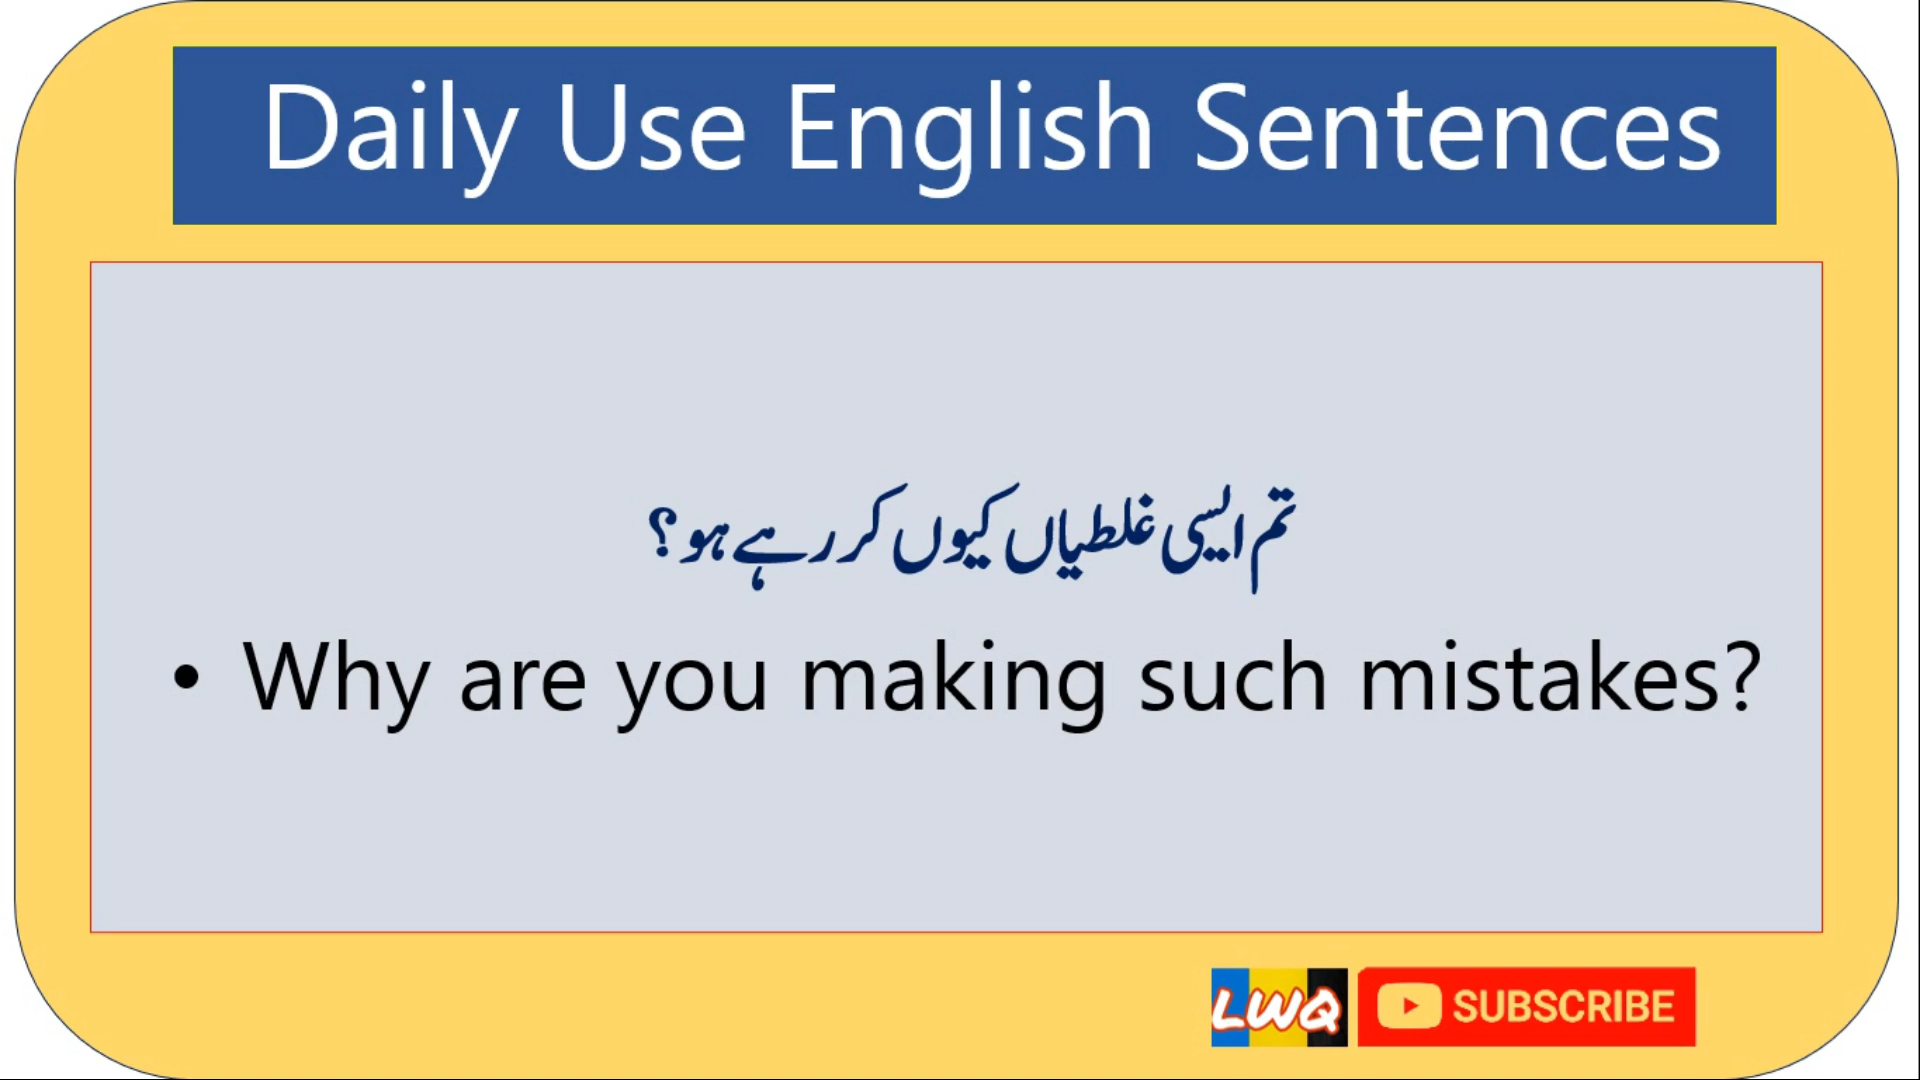 Daily Use English Sentences
تم ایسی غلطیاں کیوں کر رہے ہو؟
• Why are you making such mistakes?
LWQ
SUBSCRIBE